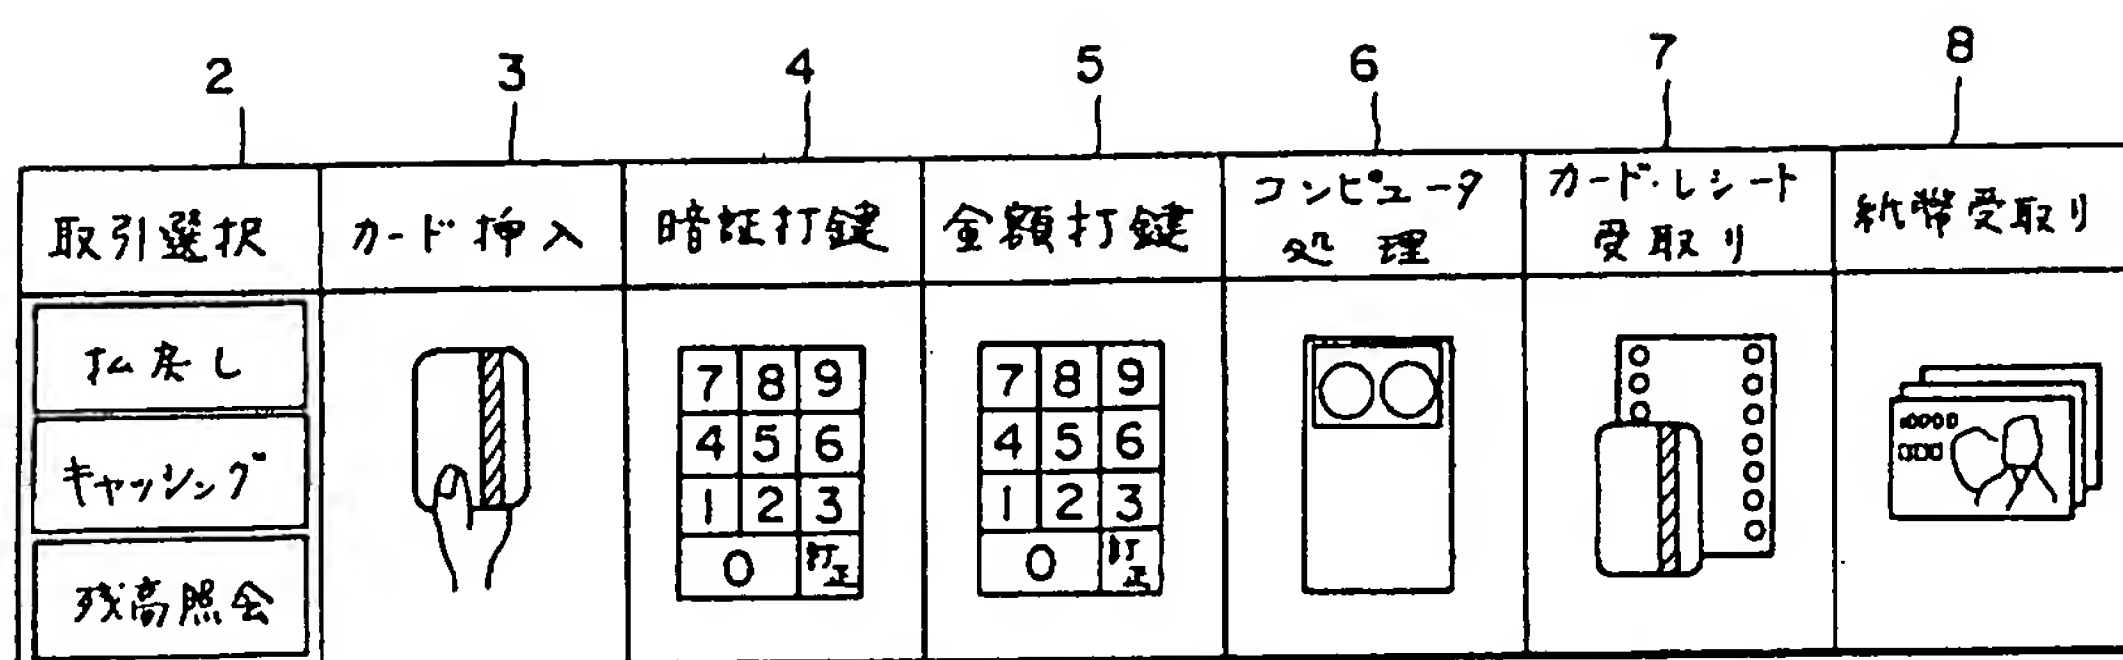 2 3 4 5 6 7 8
取引選択
カード挿入
暗証打鍵
金額打鍵
コンピュータ
処理
カード・レシート
受取り
紙幣受取り
払戻し
キャッシング
残高照会
7 8 9
4 5 6
1 2 3
0 訂正
7 8 9
4 5 6
1 2 3
0 訂正